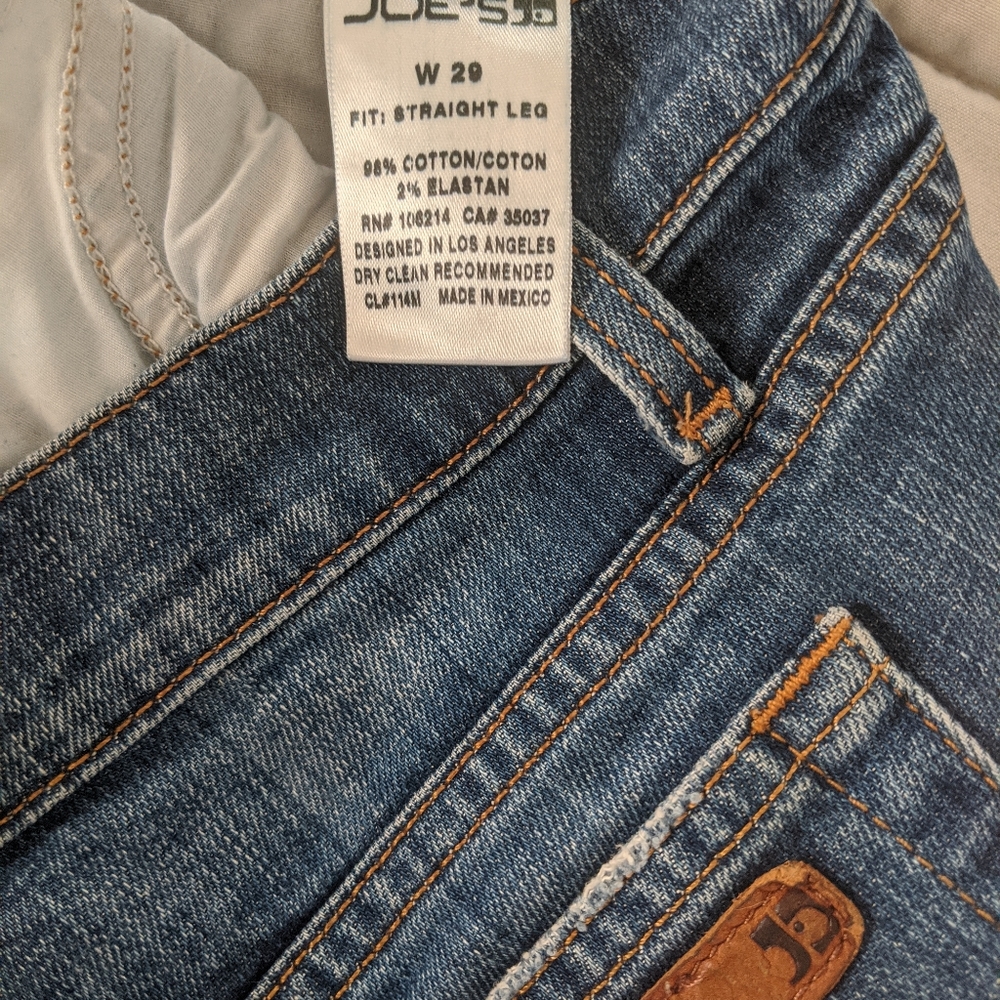 JOE'S
W 29
FIT: STRAIGHT LEG
98% COTTON/COTON
2% ELASTAN
RN# 106214 CA# 35037
DESIGNED IN LOS ANGELES
DRY CLEAN RECOMMENDED
CL#114M MADE IN MEXICO